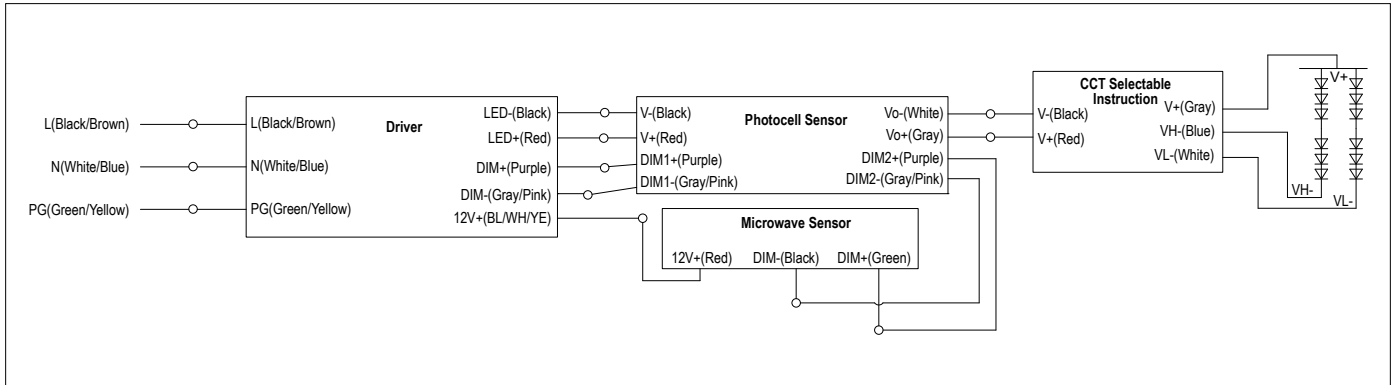 L(Black/Brown)
N(White/Blue)
PG(Green/Yellow)
L(Black/Brown)
N(White/Blue)
PG(Green/Yellow)
Driver
LED-(Black)
LED+(Red)
DIM+(Purple)
DIM-(Gray/Pink)
12V+(BL/WH/YE)
V-(Black)
V+(Red)
DIM1+(Purple)
DIM1-(Gray/Pink)
Photocell Sensor
Vo-(White)
Vo+(Gray)
DIM2+(Purple)
DIM2-(Gray/Pink)
Microwave Sensor
12V+(Red)
DIM-(Black)
DIM+(Green)
CCT Selectable
Instruction
V-(Black)
V+(Red)
V+(Gray)
VH-(Blue)
VL-(White)
V+
VH-
VL-